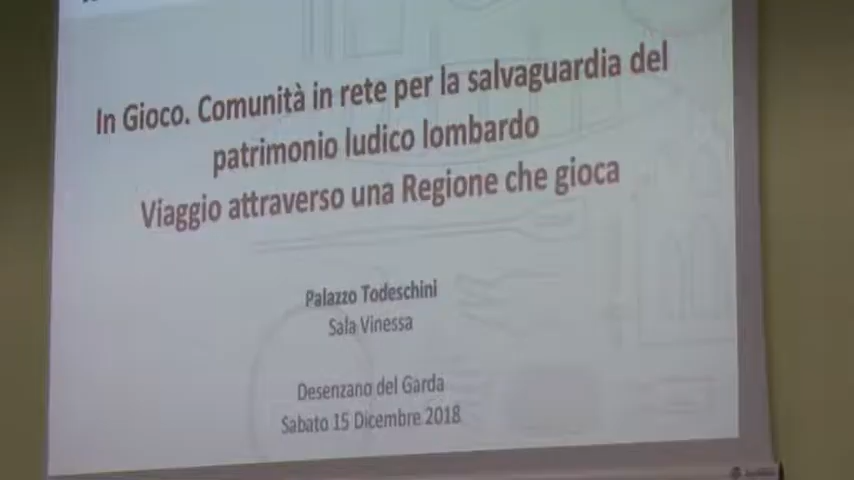 In Gioco. Comunità in rete per la salvaguardia del
patrimonio ludico lombardo
Viaggio attraverso una Regione che gioca
Palazzo Todeschini
Sala Vinessa
Desenzano del Garda
Sabato 15 Dicembre 2018